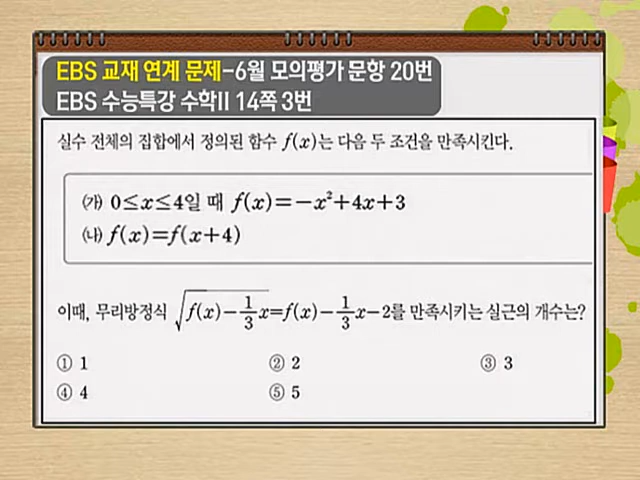 EBS 교재 연계 문제-6월 모의평가 문항 20번
EBS 수능특강 수학II 14쪽 3번
실수 전체의 집합에서 정의된 함수 f(x)는 다음 두 조건을 만족시킨다.
㈎ 0≤x≤4일 때 f(x)=-x²+4x+3
㈏ f(x)=f(x+4)
이때, 무리방정식 √(f(x)-1/3x)=f(x)-1/3x-2를 만족시키는 실근의 개수는?
① 1 ② 2 ③ 3
④ 4 ⑤ 5